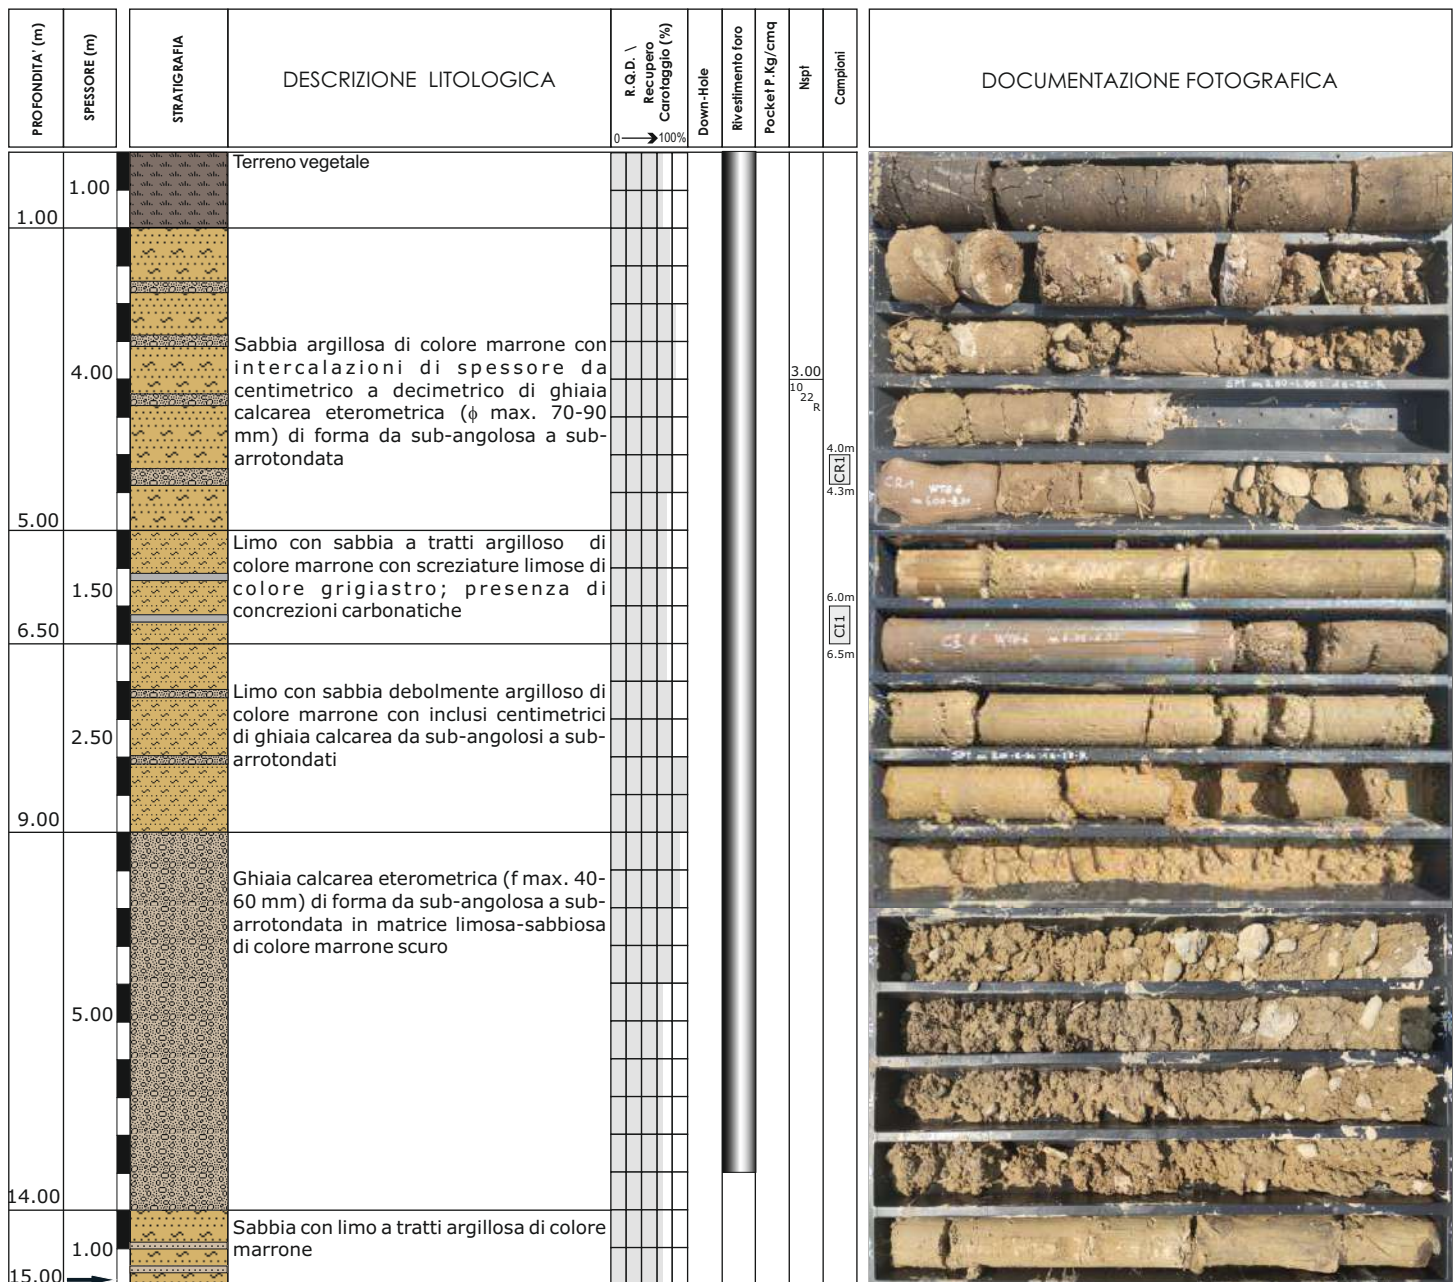 PROFONDITA' (m)
SPESSORE (m)
STRATIGRAFIA
DESCRIZIONE LITOLOGICA
R.Q.D. \
Recupero
Carotaggio (%)
0 100%
Down-Hole
Rivestimento foro
Pocket P.Kg/cmq
Nspt
Campioni
DOCUMENTAZIONE FOTOGRAFICA
1.00
1.00
Terreno vegetale
4.00
5.00
Sabbia argillosa di colore marrone con
intercalazioni di spessore da
centimetrico a decimetrico di ghiaia
calcarea eterometrica (ϕ max. 70-90
mm) di forma da sub-angolosa a sub-
arrotondata
3.00
10
22
R
4.0m
CR1
4.3m
1.50
6.50
Limo con sabbia a tratti argilloso di
colore marrone con screziature limose di
colore grigiastro; presenza di
concrezioni carbonatiche
6.0m
CI1
6.5m
2.50
9.00
Limo con sabbia debolmente argilloso di
colore marrone con inclusi centimetrici
di ghiaia calcarea da sub-angolosi a sub-
arrotondati
5.00
14.00
Ghiaia calcarea eterometrica (f max. 40-
60 mm) di forma da sub-angolosa a sub-
arrotondata in matrice limosa-sabbiosa
di colore marrone scuro
1.00
15.00
Sabbia con limo a tratti argillosa di colore
marrone
CR1